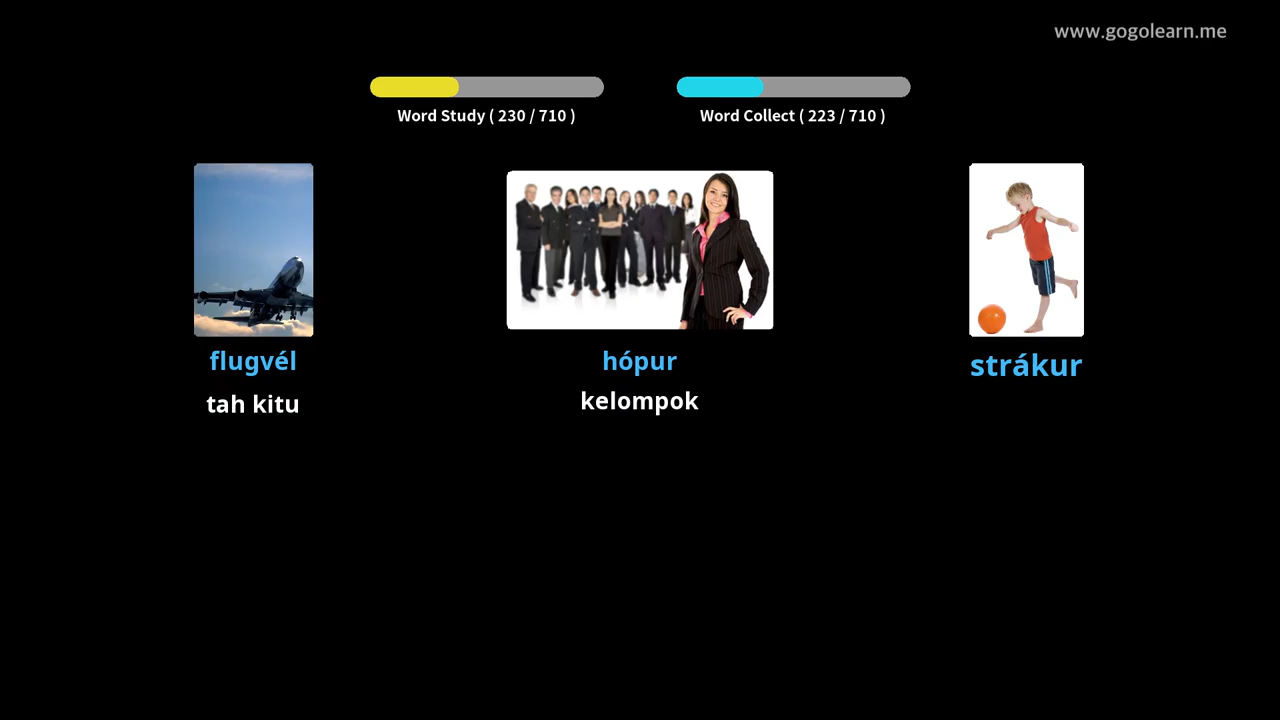 www.gogolearn.me
Word Study ( 230 / 710 )
Word Collect ( 223 / 710 )
flugvél
hópur
strákur
tah kitu
kelompok